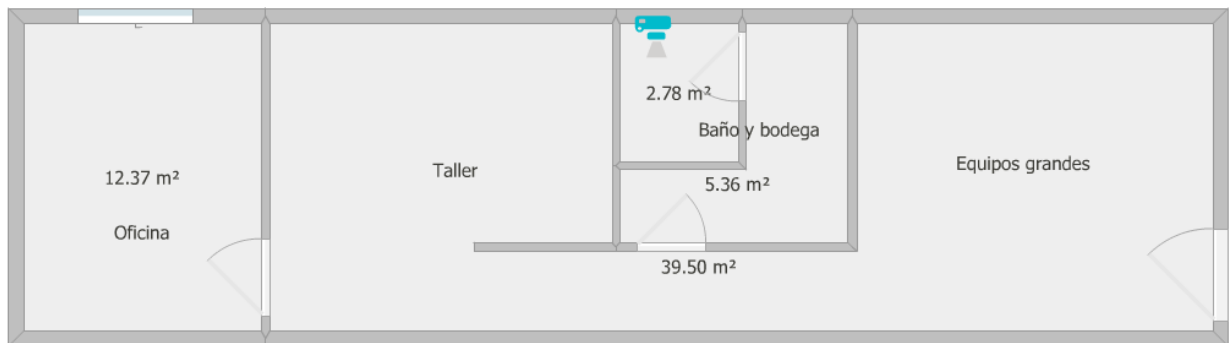 12.37 m²
Oficina
Taller
2.78 m²
Baño y bodega
5.36 m²
39.50 m²
Equipos grandes